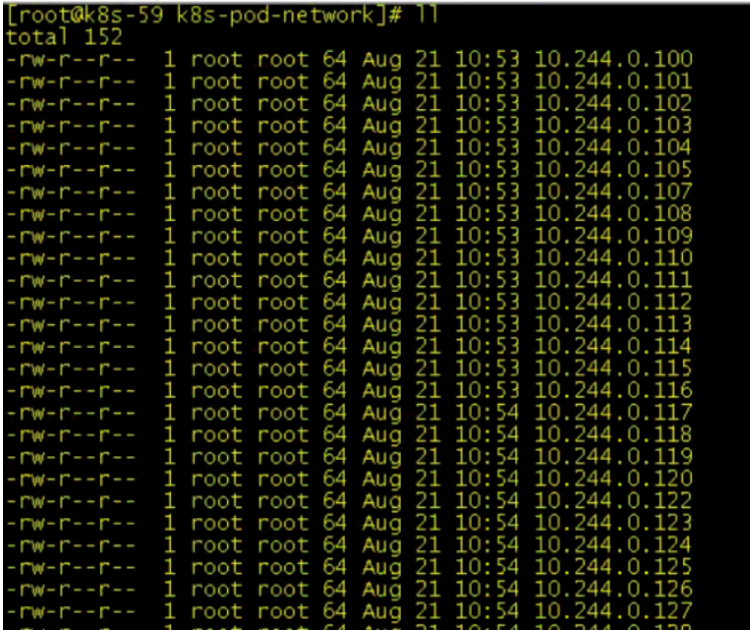 [root@k8s-59 k8s-pod-network]# ll
total 152
-rw-r--r-- 1 root root 64 Aug 21 10:53 10.244.0.100
-rw-r--r-- 1 root root 64 Aug 21 10:53 10.244.0.101
-rw-r--r-- 1 root root 64 Aug 21 10:53 10.244.0.102
-rw-r--r-- 1 root root 64 Aug 21 10:53 10.244.0.103
-rw-r--r-- 1 root root 64 Aug 21 10:53 10.244.0.104
-rw-r--r-- 1 root root 64 Aug 21 10:53 10.244.0.105
-rw-r--r-- 1 root root 64 Aug 21 10:53 10.244.0.107
-rw-r--r-- 1 root root 64 Aug 21 10:53 10.244.0.108
-rw-r--r-- 1 root root 64 Aug 21 10:53 10.244.0.109
-rw-r--r-- 1 root root 64 Aug 21 10:53 10.244.0.110
-rw-r--r-- 1 root root 64 Aug 21 10:53 10.244.0.111
-rw-r--r-- 1 root root 64 Aug 21 10:53 10.244.0.112
-rw-r--r-- 1 root root 64 Aug 21 10:53 10.244.0.113
-rw-r--r-- 1 root root 64 Aug 21 10:53 10.244.0.114
-rw-r--r-- 1 root root 64 Aug 21 10:53 10.244.0.115
-rw-r--r-- 1 root root 64 Aug 21 10:53 10.244.0.116
-rw-r--r-- 1 root root 64 Aug 21 10:54 10.244.0.117
-rw-r--r-- 1 root root 64 Aug 21 10:54 10.244.0.118
-rw-r--r-- 1 root root 64 Aug 21 10:54 10.244.0.119
-rw-r--r-- 1 root root 64 Aug 21 10:54 10.244.0.120
-rw-r--r-- 1 root root 64 Aug 21 10:54 10.244.0.122
-rw-r--r-- 1 root root 64 Aug 21 10:54 10.244.0.123
-rw-r--r-- 1 root root 64 Aug 21 10:54 10.244.0.124
-rw-r--r-- 1 root root 64 Aug 21 10:54 10.244.0.125
-rw-r--r-- 1 root root 64 Aug 21 10:54 10.244.0.126
-rw-r--r-- 1 root root 64 Aug 21 10:54 10.244.0.127